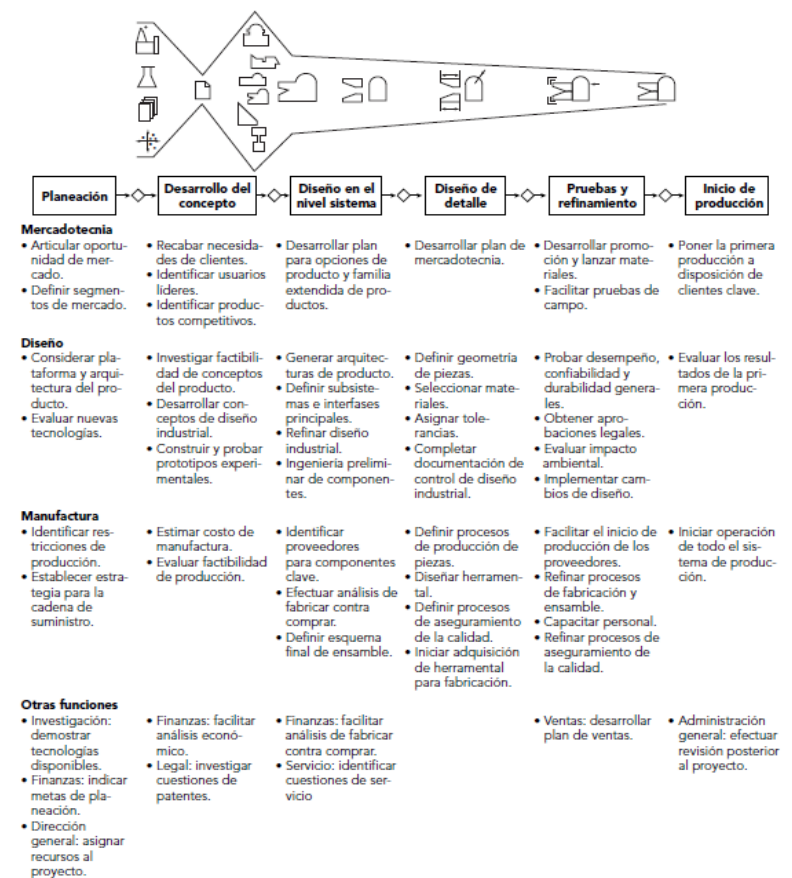 Planeación
Desarrollo del
concepto
Diseño en el
nivel sistema
Diseño de
detalle
Pruebas y
refinamiento
Inicio de
producción
Mercadotecnia
• Articular oportu-
nidad de mer-
cado.
• Definir segmen-
tos de mercado.
• Recabar necesida-
des de clientes.
• Identificar usuarios
líderes.
• Identificar produc-
tos competitivos.
• Desarrollar plan
para opciones de
producto y familia
extendida de pro-
ductos.
• Desarrollar plan de
mercadotecnia.
• Desarrollar promo-
ción y lanzar mate-
riales.
• Facilitar pruebas de
campo.
• Poner la primera
producción a
disposición de
clientes clave.
Diseño
• Considerar pla-
taforma y arqui-
tectura del pro-
ducto.
• Evaluar nuevas
tecnologías.
• Investigar factibili-
dad de conceptos
del producto.
• Desarrollar con-
ceptos de diseño
industrial.
• Construir y probar
prototipos experi-
mentales.
• Generar arquitec-
turas de producto.
• Definir subsiste-
mas e interfases
principales.
• Refinar diseño
industrial.
• Ingeniería prelimi-
nar de componen-
tes.
• Definir geometría
de piezas.
• Seleccionar mate-
riales.
• Asignar tole-
rancias.
• Completar
documentación de
control de diseño
industrial.
• Probar desempeño,
confiabilidad y
durabilidad genera-
les.
• Obtener apro-
baciones legales.
• Evaluar impacto
ambiental.
• Implementar cam-
bios de diseño.
• Evaluar los resul-
tados de la pri-
mera produc-
ción.
Manufactura
• Identificar res-
tricciones de
producción.
• Establecer estra-
tegia para la
cadena de
suministro.
• Estimar costo de
manufactura.
• Evaluar factibilidad
de producción.
• Identificar
proveedores
para componentes
clave.
• Efectuar análisis de
fabricar contra
comprar.
• Definir esquema
final de ensamble.
• Definir procesos
de producción de
piezas.
• Diseñar herramen-
tal.
• Definir procesos
de aseguramiento
de la calidad.
• Iniciar adquisición
de herramental
para fabricación.
• Facilitar el inicio de
producción de los
proveedores.
• Refinar procesos
de fabricación y
ensamble.
• Capacitar personal.
• Refinar procesos de
aseguramiento de
la calidad.
• Iniciar operación
de todo el sis-
tema de produc-
ción.
Otras funciones
• Investigación:
demostrar
tecnologías
disponibles.
• Finanzas: indicar
metas de pla-
neación.
• Dirección
general: asignar
recursos al
proyecto.
• Finanzas: facilitar
análisis econó-
mico.
• Legal: investigar
cuestiones de
patentes.
• Finanzas: facilitar
análisis de fabricar
contra comprar.
• Servicio: identificar
cuestiones de ser-
vicio
• Ventas: desarrollar
plan de ventas.
• Administración
general: efectuar
revisión posterior
al proyecto.